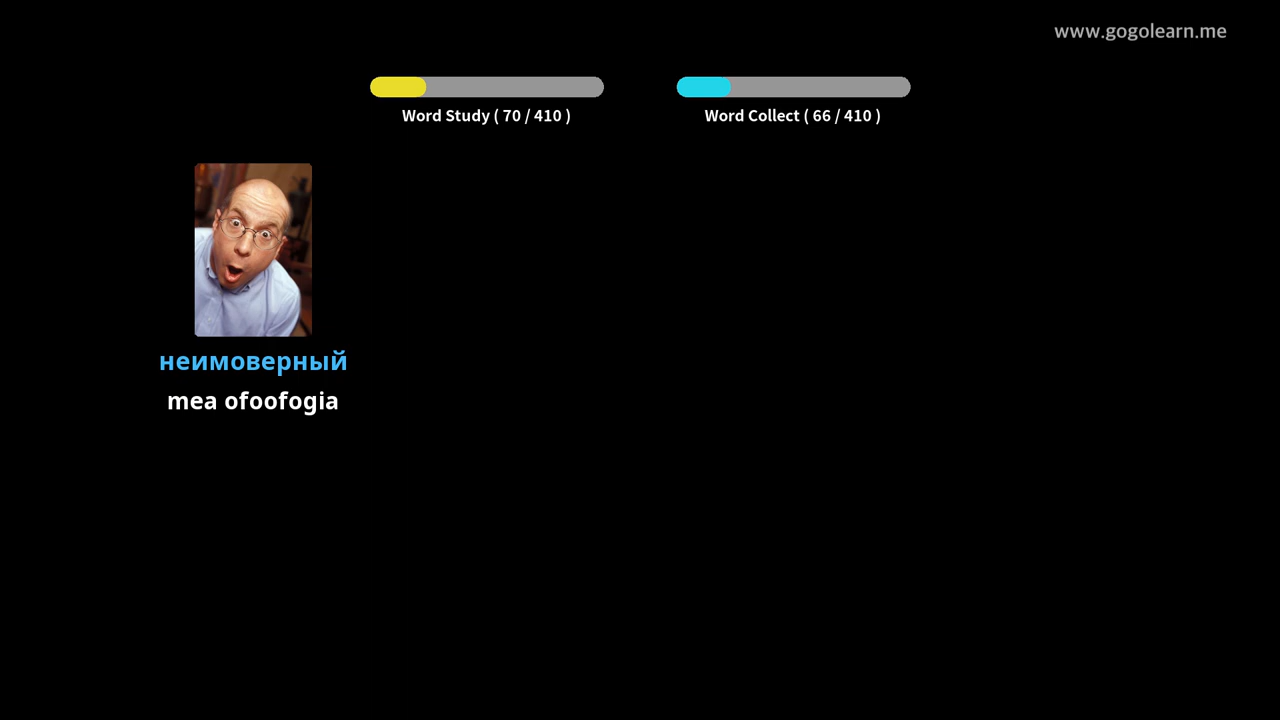 www.gogolearn.me
Word Study ( 70 / 410 )
Word Collect ( 66 / 410 )
неимоверный
mea ofoofogia